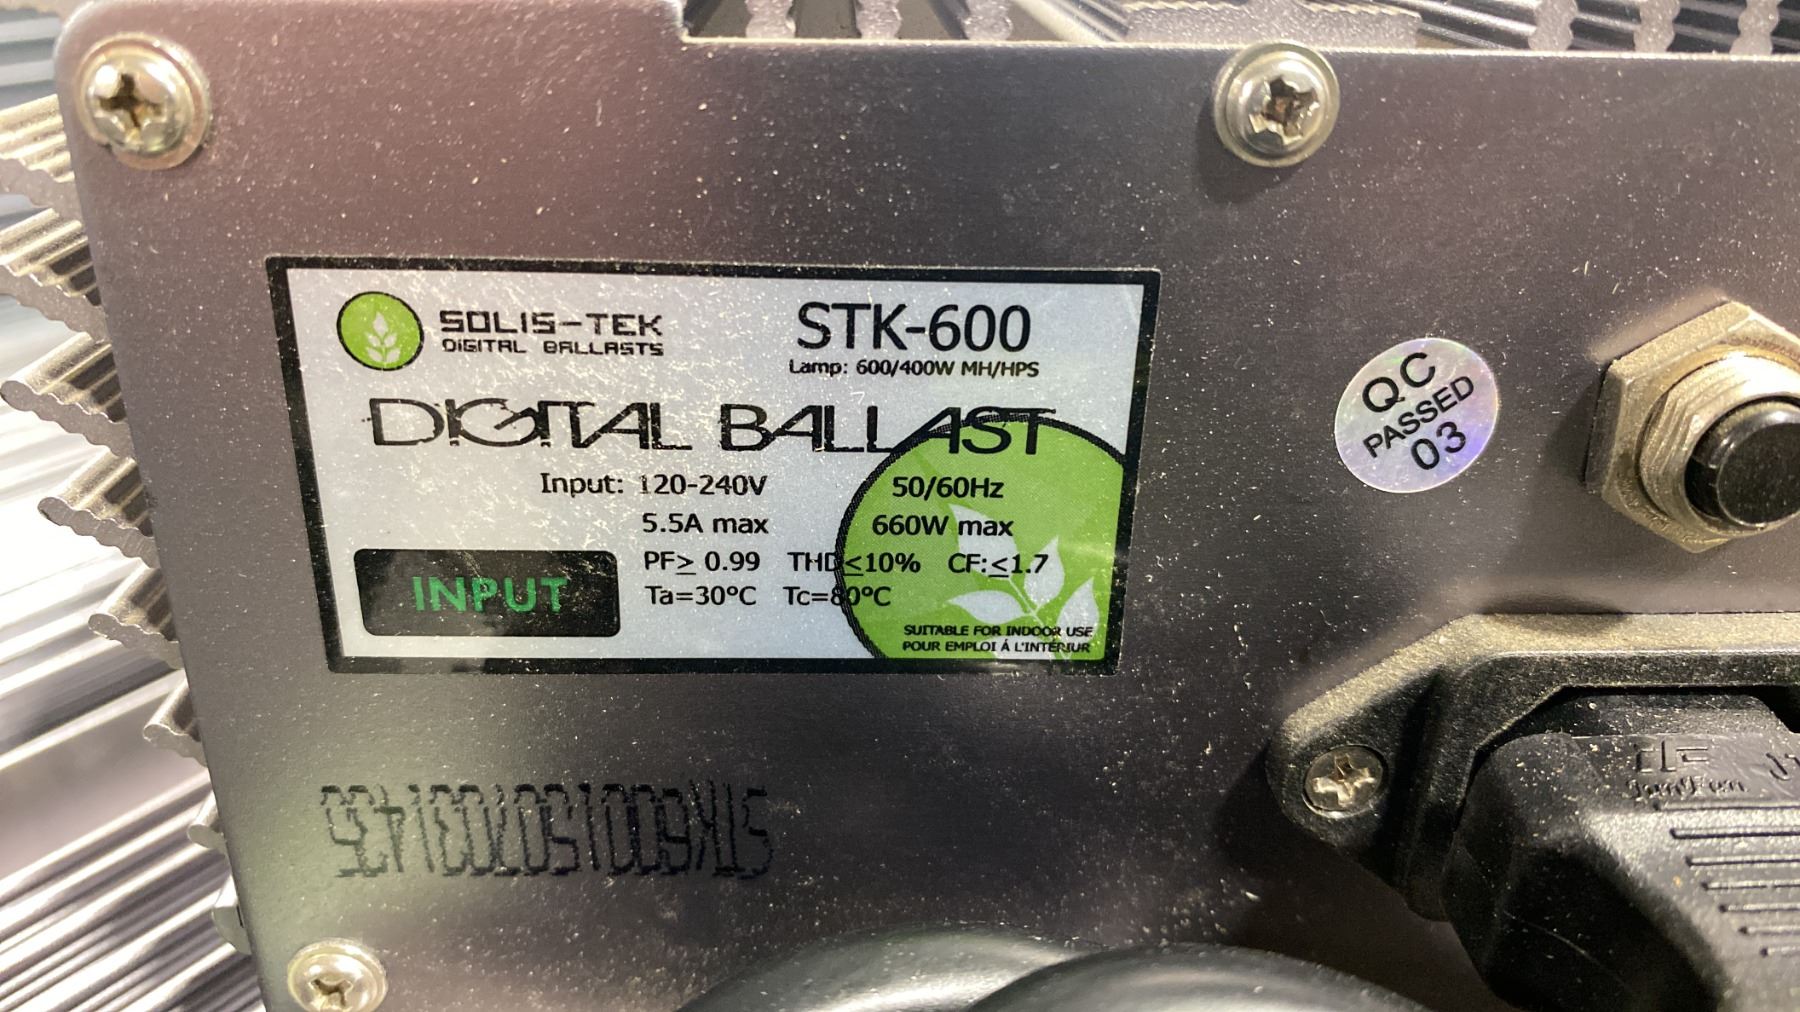 SOLIS-TEK
DIGITAL BALLASTS
STK-600
Lamp: 600/400W MH/HPS
DIGITAL BALLAST
Input: 120-240V 50/60Hz
5.5A max 660W max
PF≥ 0.99 THD≤10% CF:≤1.7
Ta=30°C Tc=80°C
INPUT
SUITABLE FOR INDOOR USE
POUR EMPLOI Á L'INTÉRIUR
QC
PASSED
03